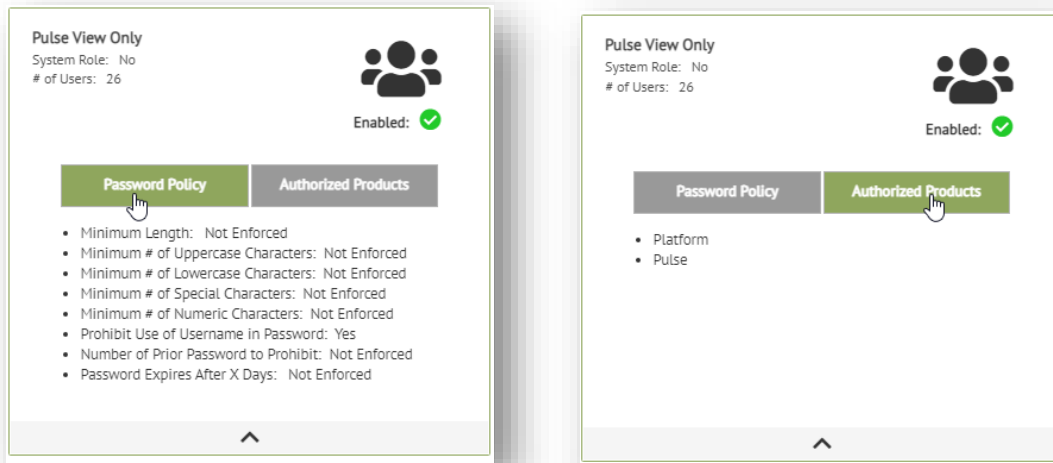 Pulse View Only
System Role: No
# of Users: 26
Enabled:
Password Policy
Authorized Products
• Minimum Length: Not Enforced
• Minimum # of Uppercase Characters: Not Enforced
• Minimum # of Lowercase Characters: Not Enforced
• Minimum # of Special Characters: Not Enforced
• Minimum # of Numeric Characters: Not Enforced
• Prohibit Use of Username in Password: Yes
• Number of Prior Password to Prohibit: Not Enforced
• Password Expires After X Days: Not Enforced
Pulse View Only
System Role: No
# of Users: 26
Enabled:
Password Policy
Authorized Products
• Platform
• Pulse